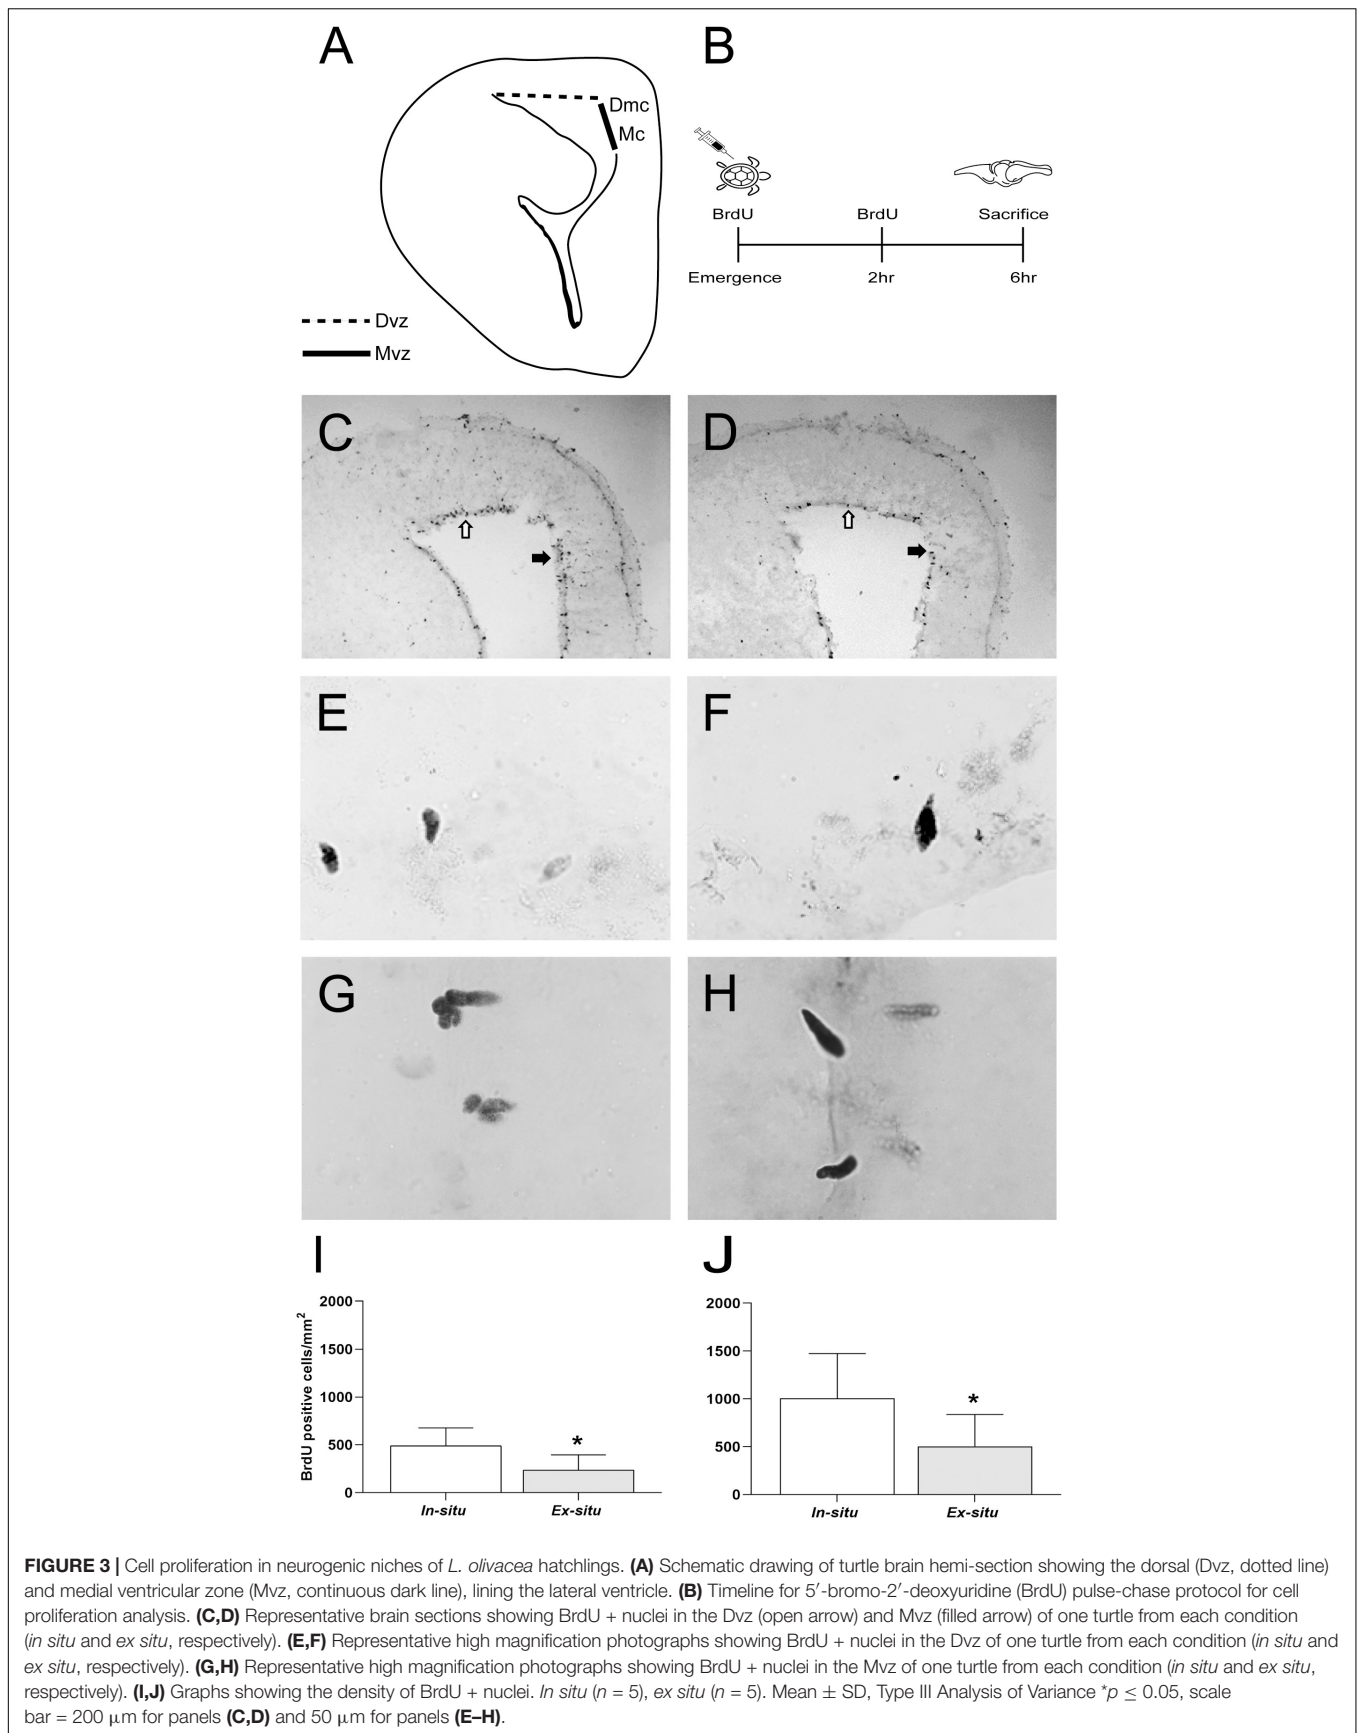 A
B
Dmc
Mc
Dvz
Mvz
BrdU
BrdU
Sacrifice
Emergence
2hr
6hr
C
D
E
F
G
H
I
J
BrdU positive cells/mm²
2000
1500
1000
500
0
*
In-situ
Ex-situ
2000
1500
1000
500
0
*
In-situ
Ex-situ
FIGURE 3 | Cell proliferation in neurogenic niches of L. olivacea hatchlings. (A) Schematic drawing of turtle brain hemi-section showing the dorsal (Dvz, dotted line)
and medial ventricular zone (Mvz, continuous dark line), lining the lateral ventricle. (B) Timeline for 5′-bromo-2′-deoxyuridine (BrdU) pulse-chase protocol for cell
proliferation analysis. (C,D) Representative brain sections showing BrdU + nuclei in the Dvz (open arrow) and Mvz (filled arrow) of one turtle from each condition
(in situ and ex situ, respectively). (E,F) Representative high magnification photographs showing BrdU + nuclei in the Dvz of one turtle from each condition (in situ and
ex situ, respectively). (G,H) Representative high magnification photographs showing BrdU + nuclei in the Mvz of one turtle from each condition (in situ and ex situ,
respectively). (I,J) Graphs showing the density of BrdU + nuclei. In situ (n = 5), ex situ (n = 5). Mean ± SD, Type III Analysis of Variance *p ≤ 0.05, scale
bar = 200 μm for panels (C,D) and 50 μm for panels (E–H).